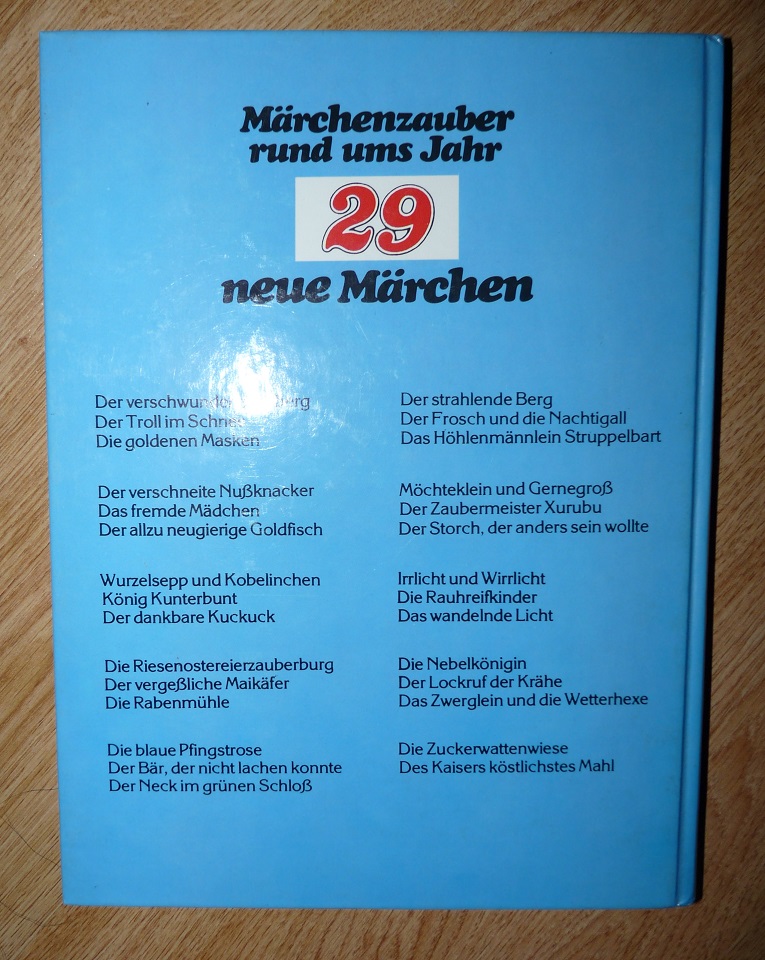 Märchenzauber
rund ums Jahr
29
neue Märchen
Der
Der Troll im Schnee
Die goldenen Masken
Der verschneite Nußknacker
Das fremde Mädchen
Der allzu neugierige Goldfisch
Wurzelsepp und Kobelinchen
König Kunterbunt
Der dankbare Kuckuck
Die Riesenostereierzauberburg
Der vergeßliche Maikäfer
Die Rabenmühle
Die blaue Pfingstrose
Der Bär, der nicht lachen konnte
Der Neck im grünen Schloß
Der strahlende Berg
Der Frosch und die Nachtigall
Das Höhlenmännlein Struppelbart
Möchteklein und Gernegroß
Der Zaubermeister Xurubu
Der Storch, der anders sein wollte
Irrlicht und Wirrlicht
Die Rauhreifkinder
Das wandelnde Licht
Die Nebelkönigin
Der Lockruf der Krähe
Das Zwerglein und die Wetterhexe
Die Zuckerwattenwiese
Des Kaisers köstlichstes Mahl